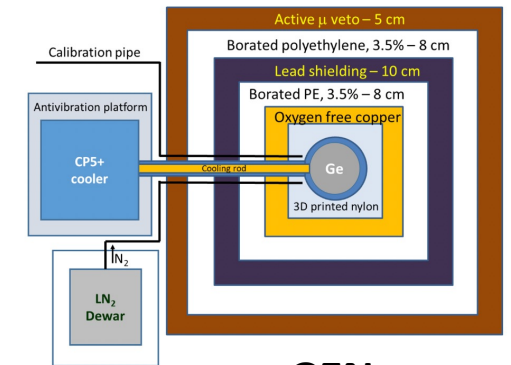 Active μ veto – 5 cm
Calibration pipe
Borated polyethylene, 3.5% – 8 cm
Lead shielding – 10 cm
Borated PE, 3.5% – 8 cm
Antivibration platform
Oxygen free copper
CP5+
cooler
Cooling rod
Ge
3D printed nylon
N₂
LN₂
Dewar